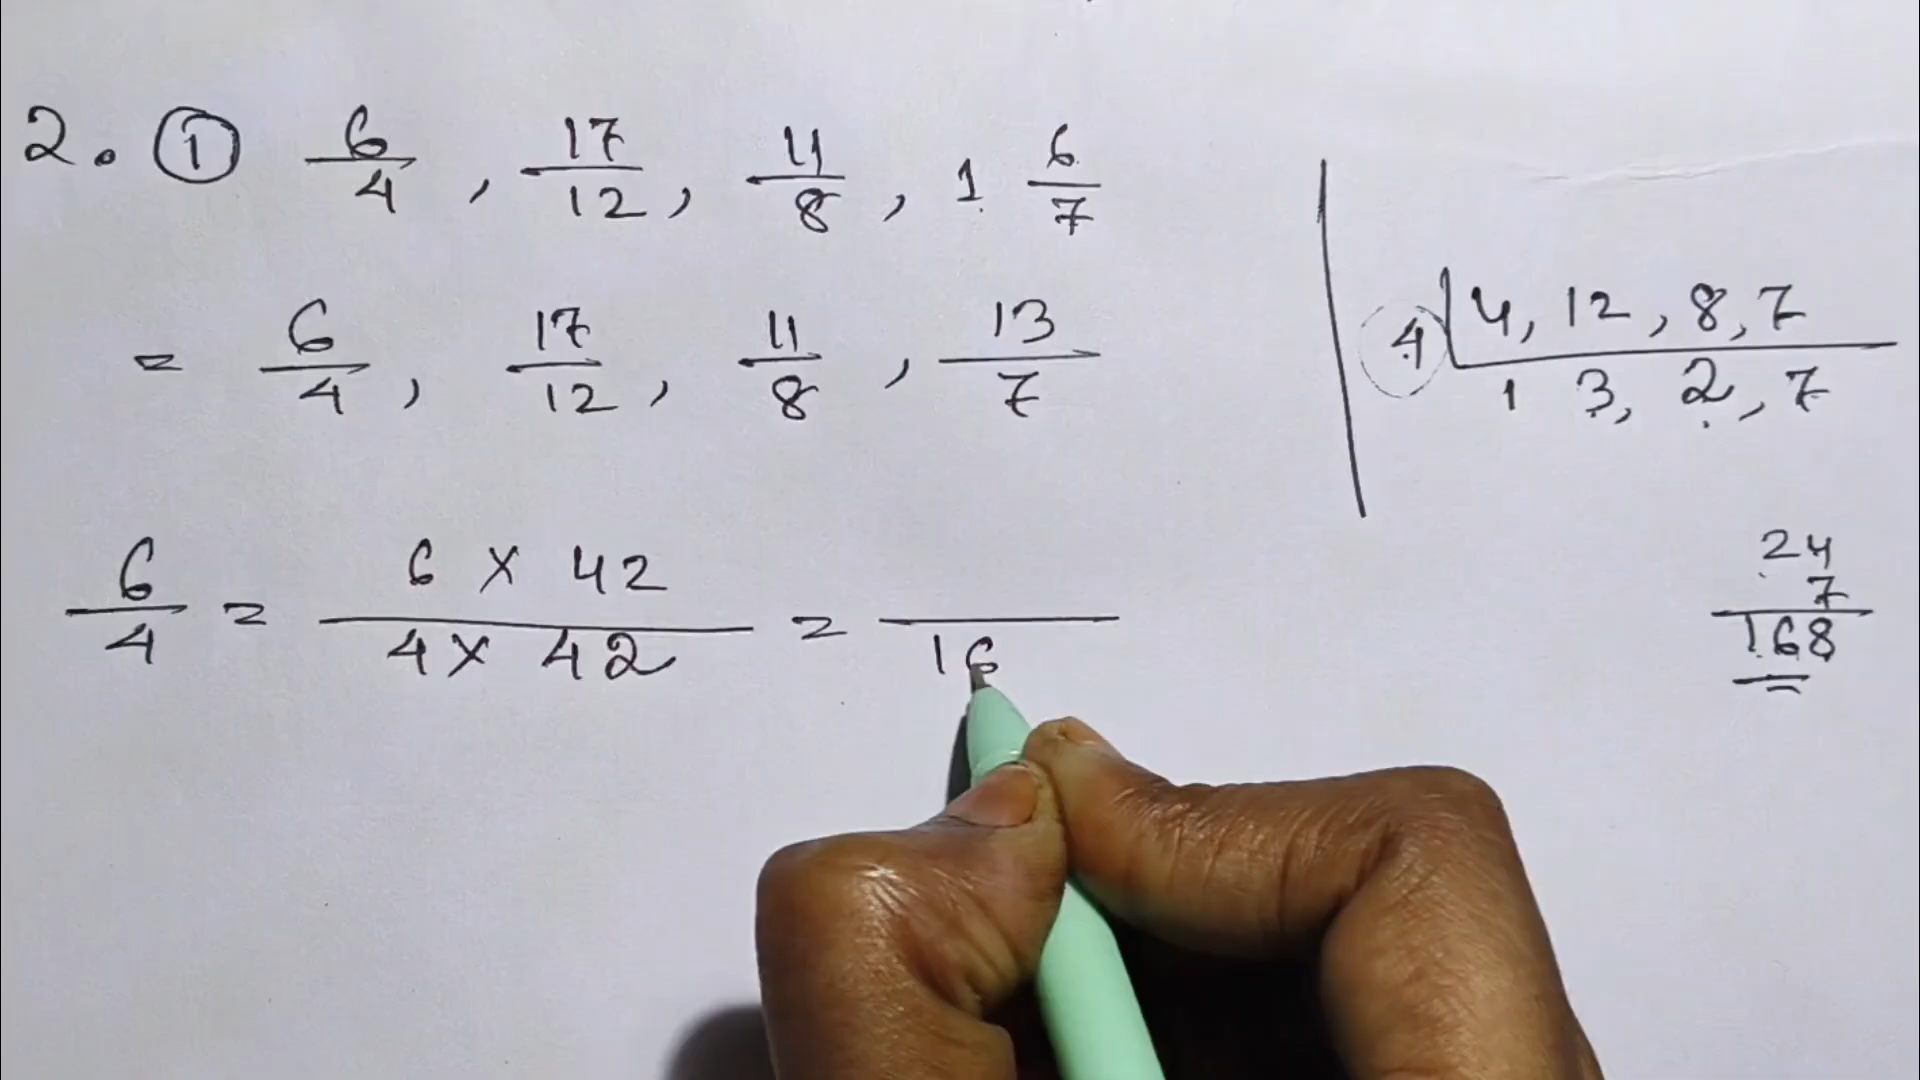 2. ① 6/4 , 17/12 , 11/8 , 1 6/7
= 6/4 , 17/12 , 11/8 , 13/7
4 | 4, 12, 8, 7
1 3, 2, 7
6/4 = 6 × 42 / 4 × 42 = /16
24
7
168